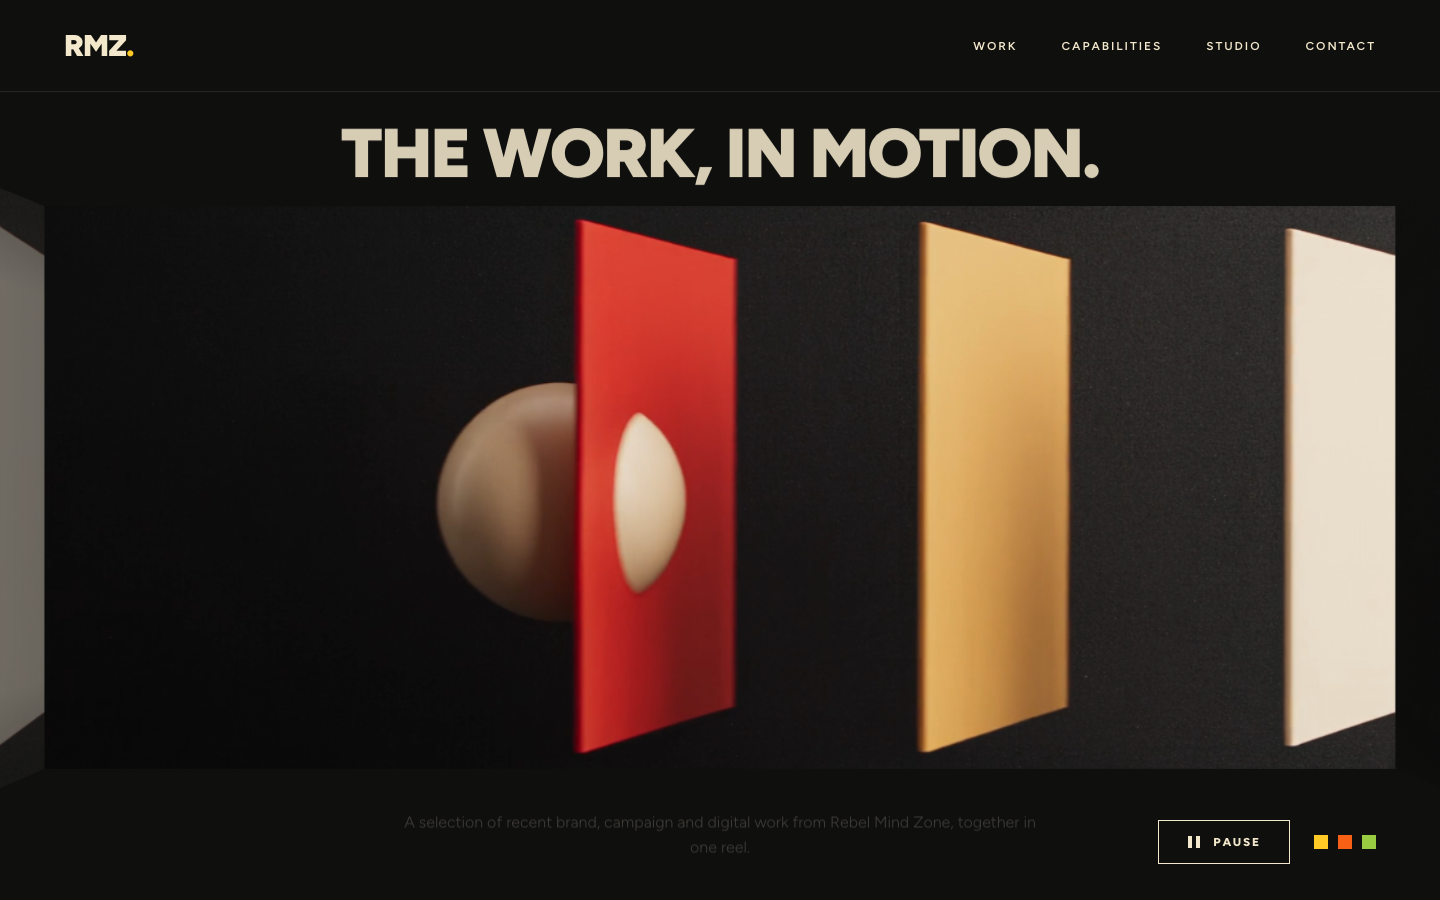 RMZ.
WORK CAPABILITIES STUDIO CONTACT
THE WORK, IN MOTION.
A selection of recent brand, campaign and digital work from Rebel Mind Zone, together in
one reel.
PAUSE